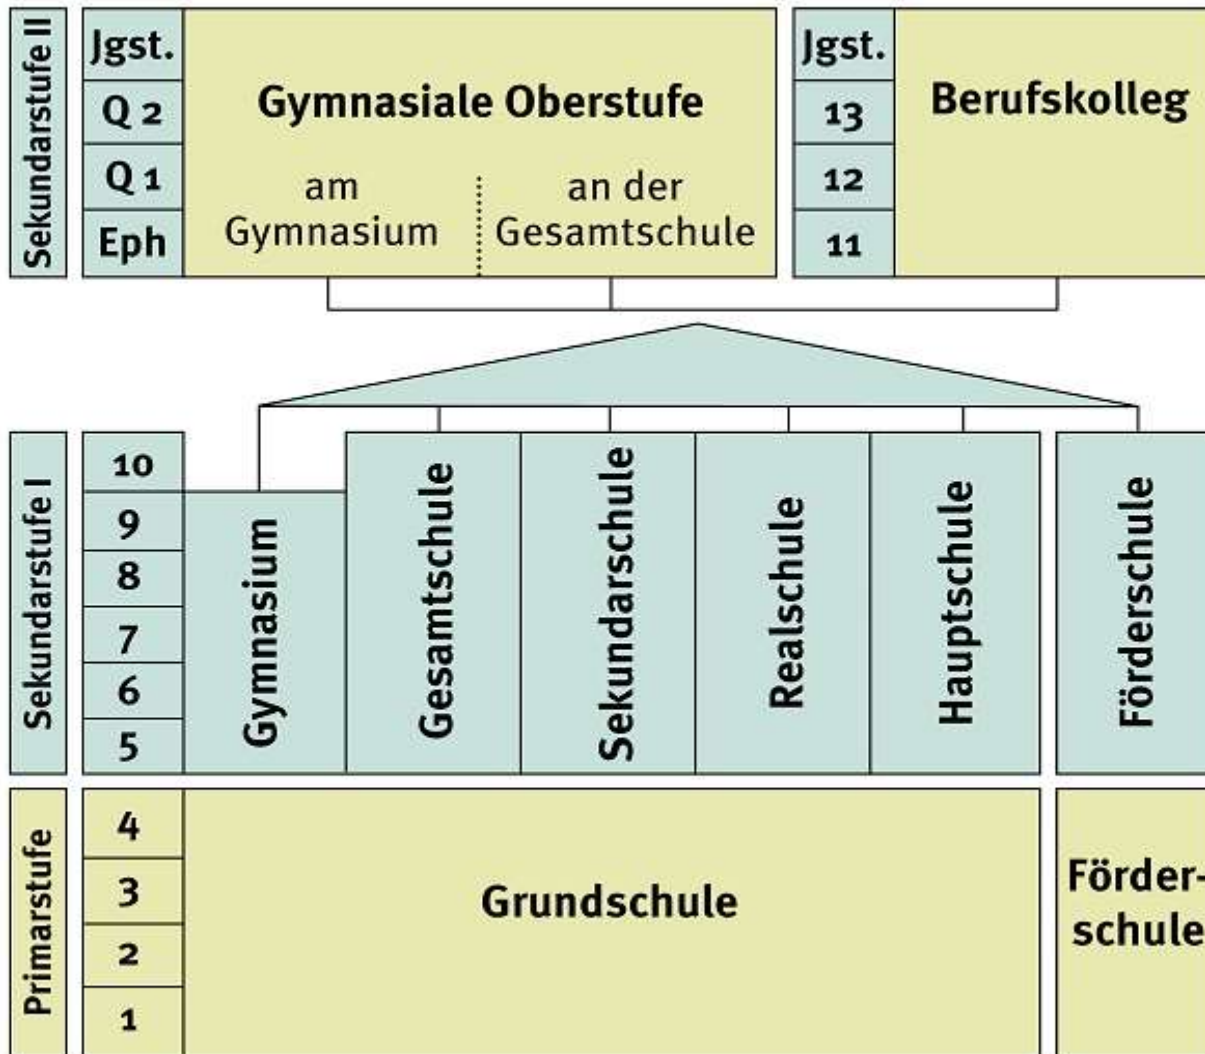 Sekundarstufe II
Jgst.
Q 2
Q 1
Eph
Gymnasiale Oberstufe
am
Gymnasium
an der
Gesamtschule
Jgst.
13
12
11
Berufskolleg
Sekundarstufe I
10
9
8
7
6
5
Gymnasium
Gesamtschule
Sekundarschule
Realschule
Hauptschule
Förderschule
Primarstufe
4
3
2
1
Grundschule
Förder-
schule